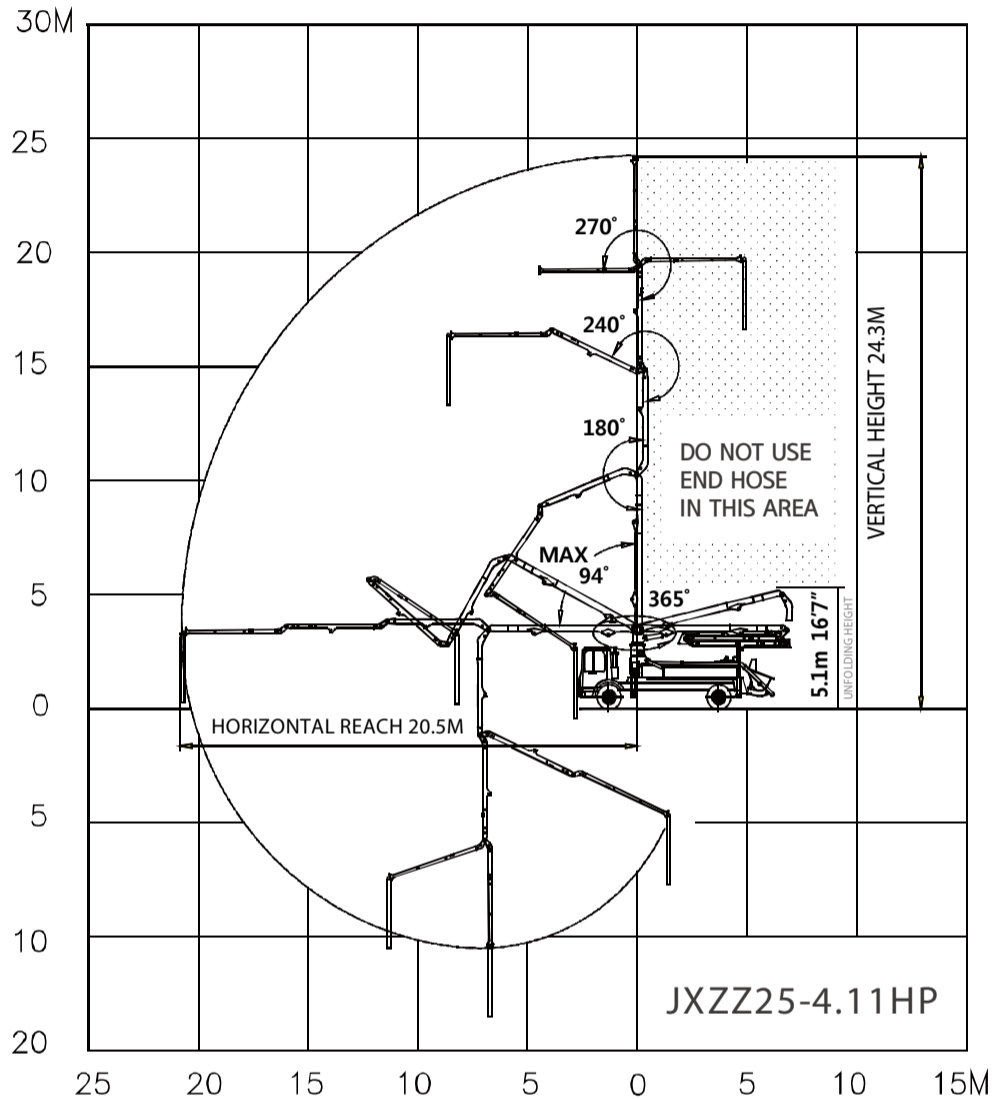 30M
25
20
15
10
5
0
5
10
20
25
20
15
10
5
0
5
10
15M
270°
240°
180°
MAX
94°
365°
DO NOT USE
END HOSE
IN THIS AREA
VERTICAL HEIGHT 24.3M
5.1m 16'7"
UNFOLDING HEIGHT
HORIZONTAL REACH 20.5M
JXZZ25-4.11HP